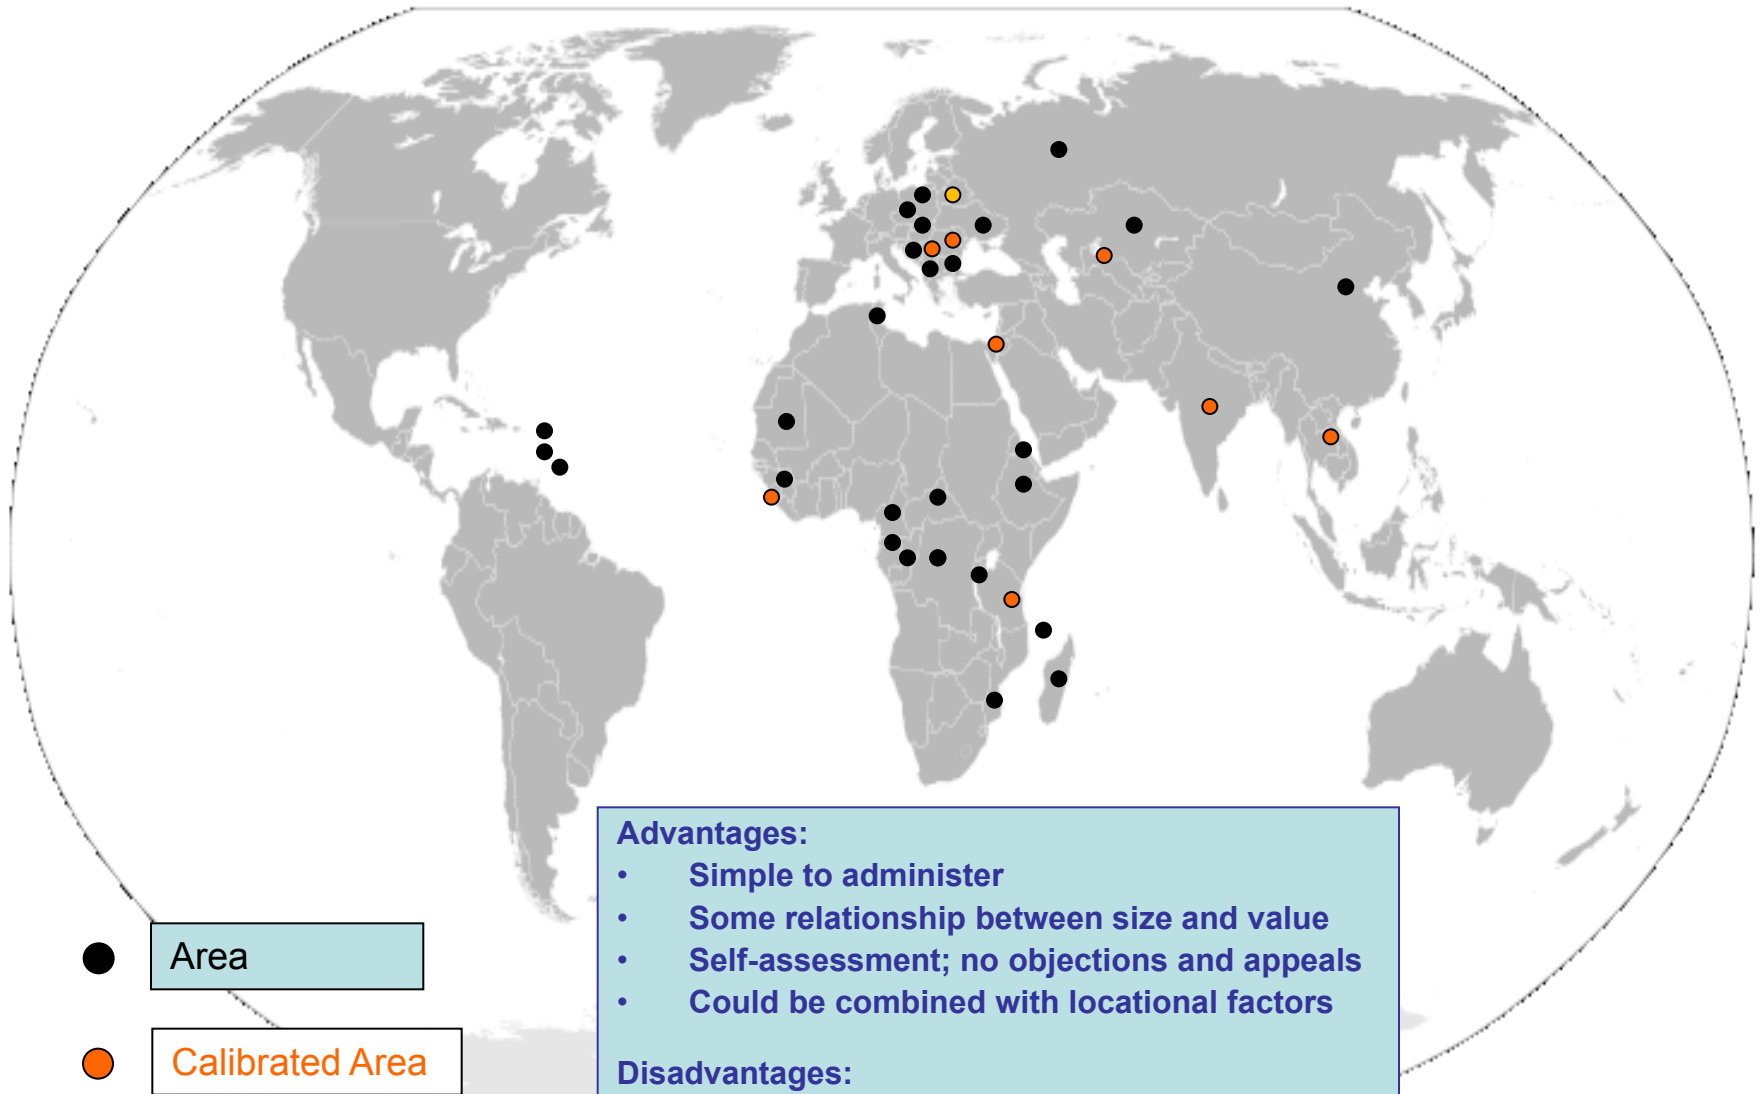 Advantages:
• Simple to administer
• Some relationship between size and value
• Self-assessment; no objections and appeals
• Could be combined with locational factors
Disadvantages:
Area
Calibrated Area